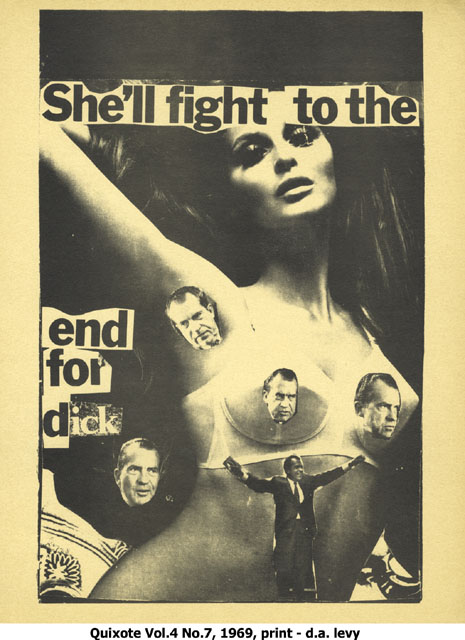 She'll fight to the
end
for
dick
Quixote Vol.4 No.7, 1969, print - d.a. levy